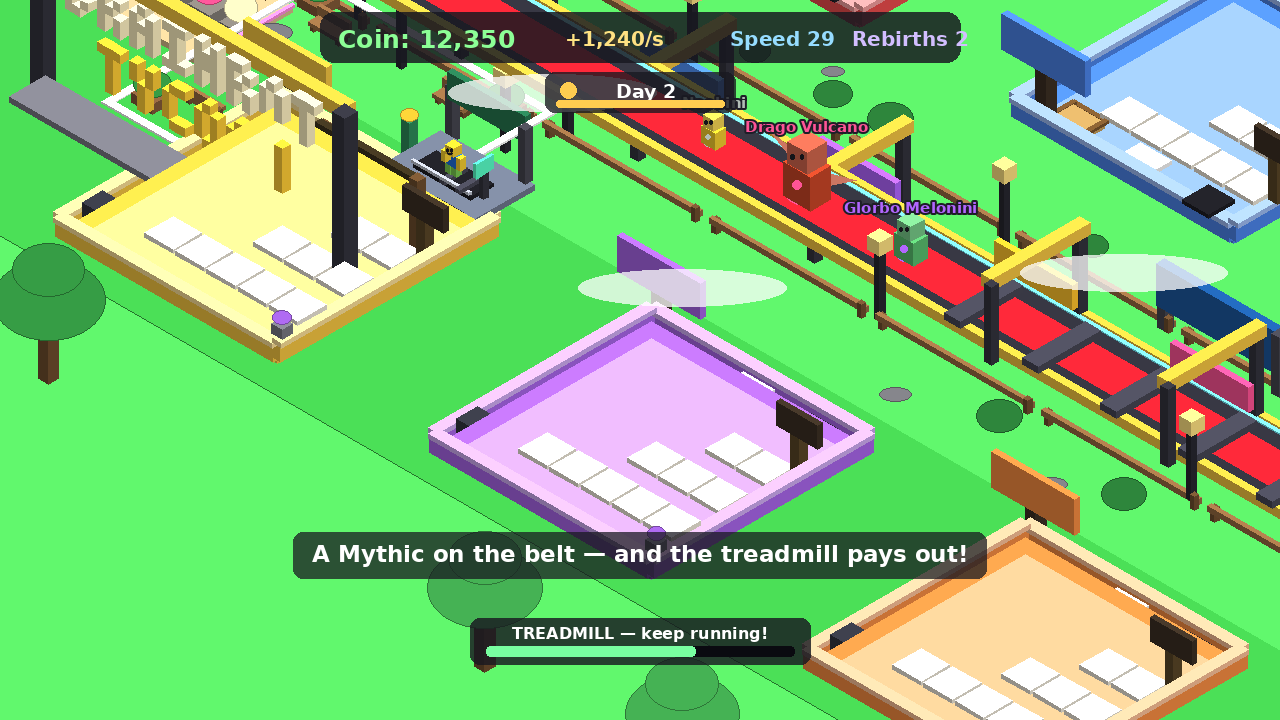 Coin: 12,350 +1,240/s Speed 29 Rebirths 2
Day 2
Drago Vulcano
Glorbo Melonini
A Mythic on the belt — and the treadmill pays out!
TREADMILL — keep running!